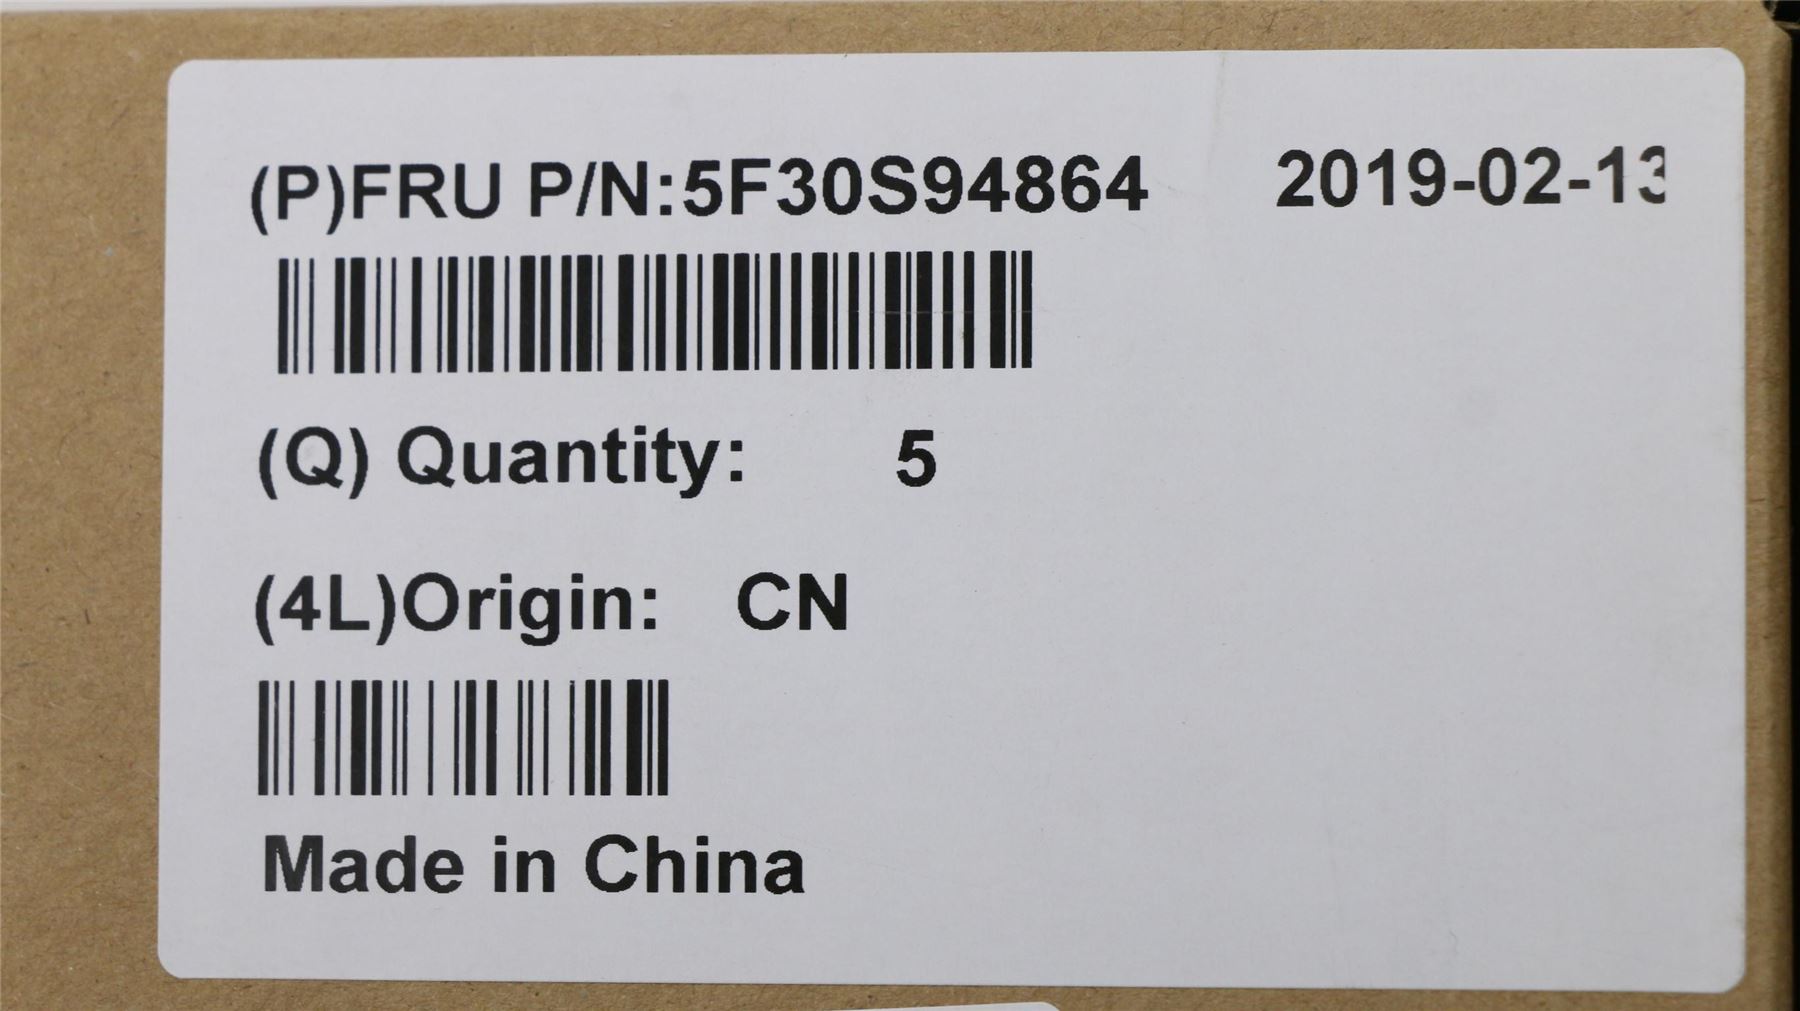 (P)FRU P/N:5F30S94864 2019-02-13
(Q) Quantity: 5
(4L)Origin: CN
Made in China